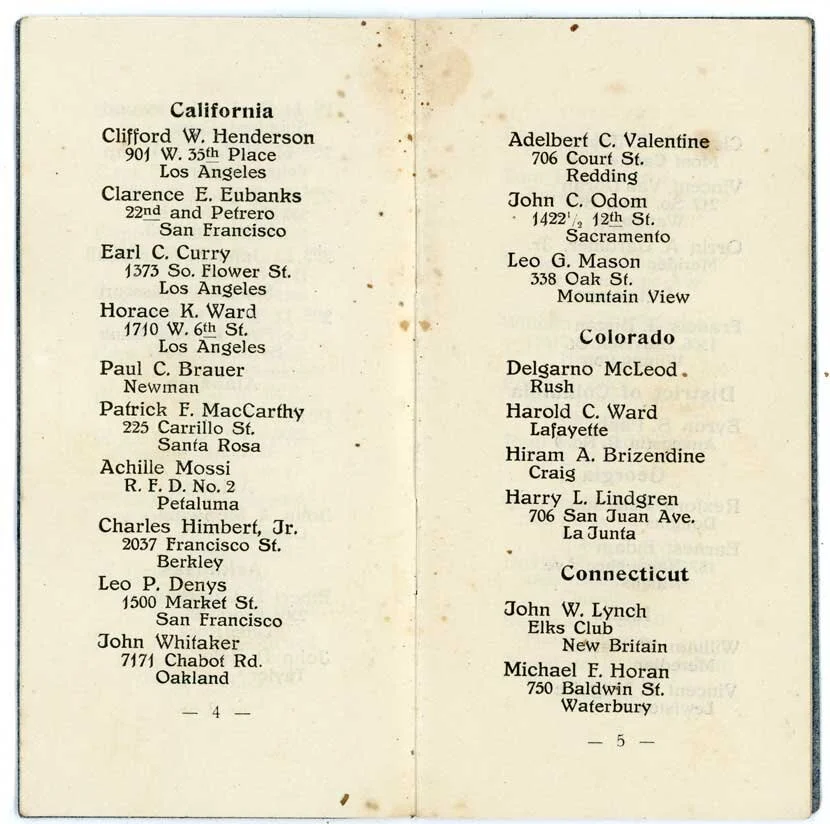 California
Clifford W. Henderson
901 W. 35th Place
Los Angeles
Clarence E. Eubanks
22nd and Petrero
San Francisco
Earl C. Curry
1373 So. Flower St.
Los Angeles
Horace K. Ward
1710 W. 6th St.
Los Angeles
Paul C. Brauer
Newman
Patrick F. MacCarthy
225 Carrillo St.
Santa Rosa
Achille Mossi
R. F. D. No. 2
Petaluma
Charles Himbert, Jr.
2037 Francisco St.
Berkley
Leo P. Denys
1500 Market St.
San Francisco
John Whitaker
7171 Chabot Rd.
Oakland
— 4 —
Adelbert C. Valentine
706 Court St.
Redding
John C. Odom
1422 1/2 12th St.
Sacramento
Leo G. Mason
338 Oak St.
Mountain View
Colorado
Delgarno McLeod
Rush
Harold C. Ward
Lafayette
Hiram A. Brizendine
Craig
Harry L. Lindgren
706 San Juan Ave.
La Junta
Connecticut
John W. Lynch
Elks Club
New Britain
Michael F. Horan
750 Baldwin St.
Waterbury
— 5 —